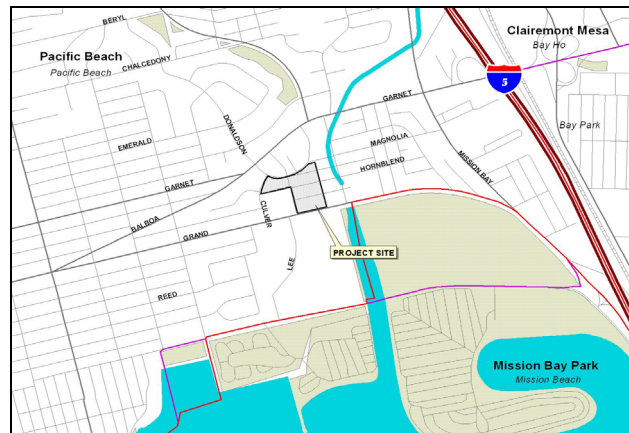 BERYL
Clairemont Mesa
Bay Ho
Pacific Beach
Pacific Beach
CHALCEDONY
5
GARNET
DONALDSON
Bay Park
EMERALD
MAGNOLIA
HORNBLEND
MISSION BAY
GARNET
BALBOA
CULVER
GRAND
PROJECT SITE
LEE
REED
Mission Bay Park
Mission Beach